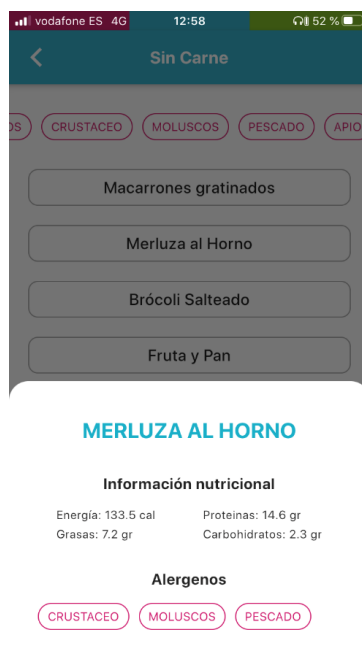 vodafone ES 4G 12:58 52 %
Sin Carne
OS CRUSTACEO MOLUSCOS PESCADO APIO
Macarrones gratinados
Merluza al Horno
Brócoli Salteado
Fruta y Pan
MERLUZA AL HORNO
Información nutricional
Energía: 133.5 cal Proteinas: 14.6 gr
Grasas: 7.2 gr Carbohidratos: 2.3 gr
Alergenos
CRUSTACEO MOLUSCOS PESCADO